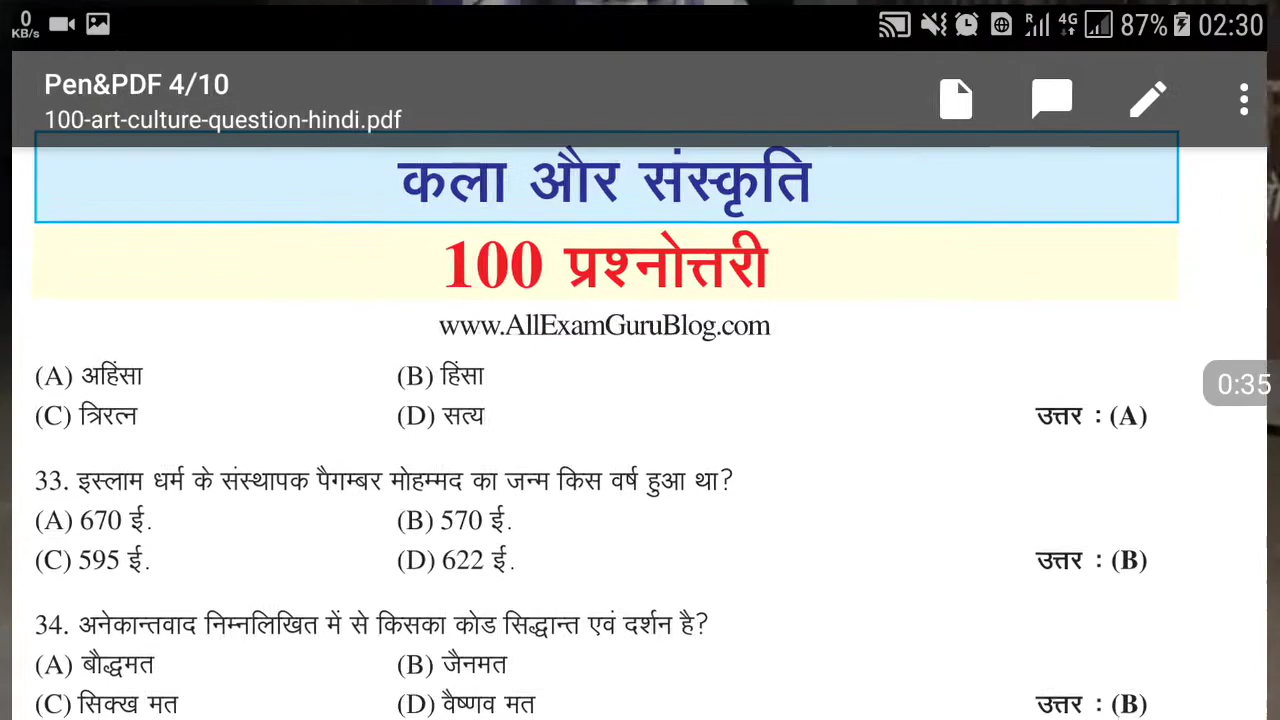 0
KB/s
R 4G 87% 02:30
Pen&PDF 4/10
100-art-culture-question-hindi.pdf
कला और संस्कृति
100 प्रश्नोत्तरी
www.AllExamGuruBlog.com
(A) अहिंसा (B) हिंसा
0:35
(C) त्रिरत्न (D) सत्य उत्तर : (A)
33. इस्लाम धर्म के संस्थापक पैगम्बर मोहम्मद का जन्म किस वर्ष हुआ था?
(A) 670 ई. (B) 570 ई.
(C) 595 ई. (D) 622 ई. उत्तर : (B)
34. अनेकान्तवाद निम्नलिखित में से किसका कोड सिद्धान्त एवं दर्शन है?
(A) बौद्धमत (B) जैनमत
(C) सिक्ख मत (D) वैष्णव मत उत्तर : (B)